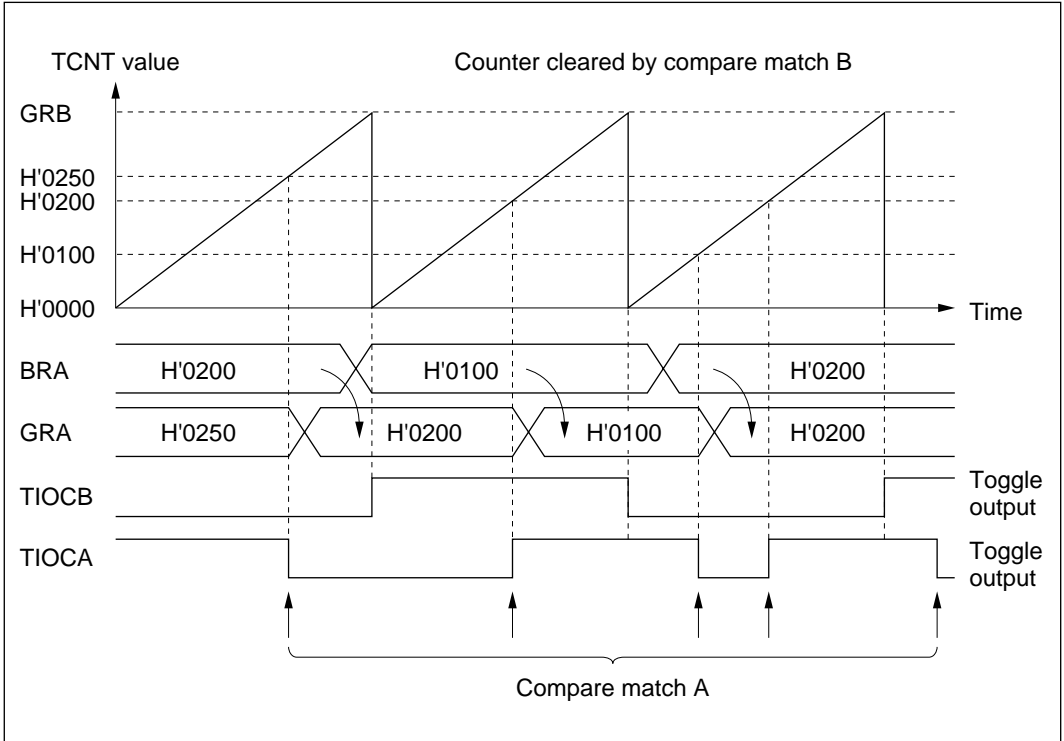 TCNT value
Counter cleared by compare match B
GRB
H'0250
H'0200
H'0100
H'0000
Time
BRA
H'0200
H'0100
H'0200
GRA
H'0250
H'0200
H'0100
H'0200
TIOCB
Toggle
output
TIOCA
Toggle
output
Compare match A